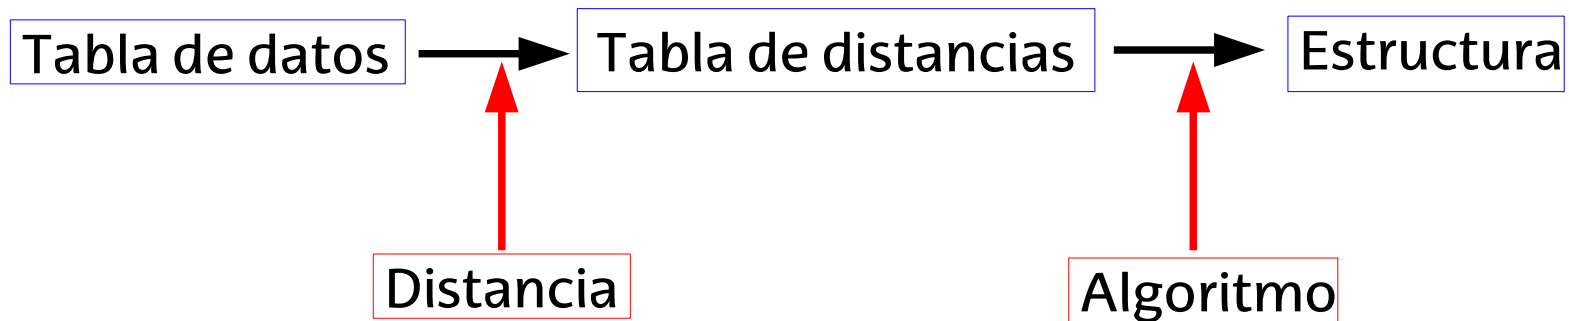 Tabla de datos
Tabla de distancias
Estructura
Distancia
Algoritmo